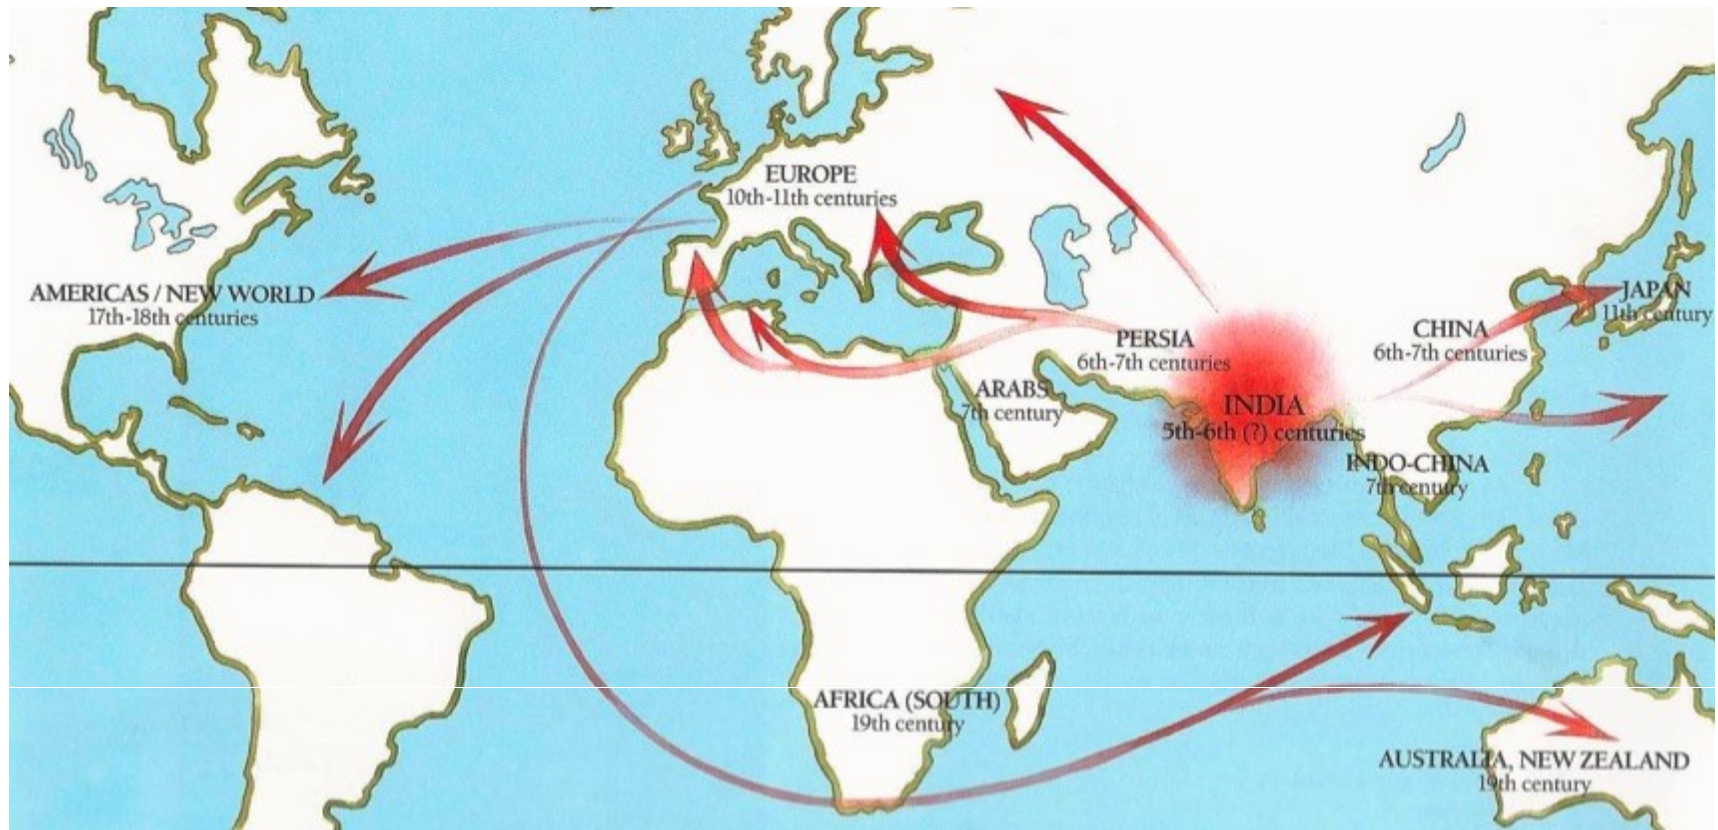 EUROPE
10th-11th centuries
AMERICAS / NEW WORLD
17th-18th centuries
PERSIA
6th-7th centuries
CHINA
6th-7th centuries
JAPAN
11th century
ARABS
7th century
INDIA
5th-6th (?) centuries
INDO-CHINA
7th century
AFRICA (SOUTH)
19th century
AUSTRALIA, NEW ZEALAND
19th century